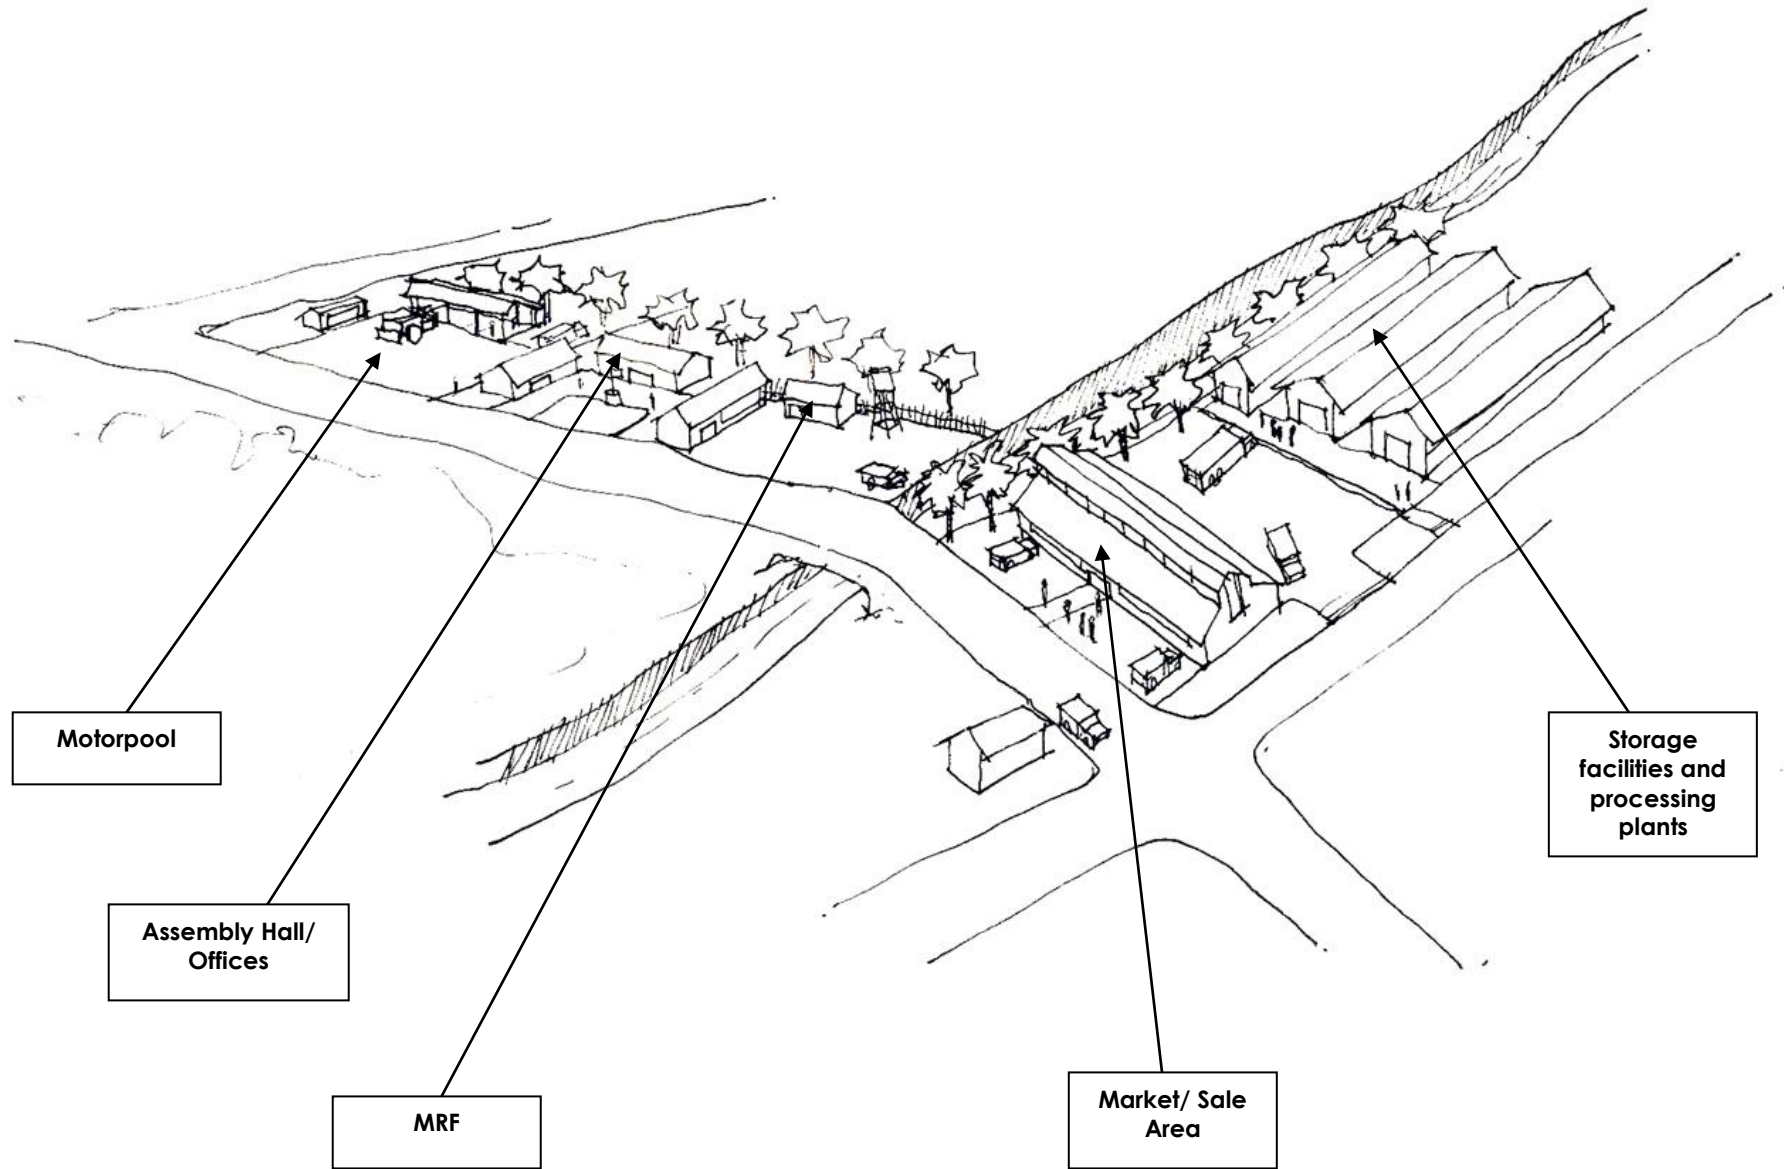 Motorpool
Storage
facilities and
processing
plants
Assembly Hall/
Offices
MRF
Market/ Sale
Area